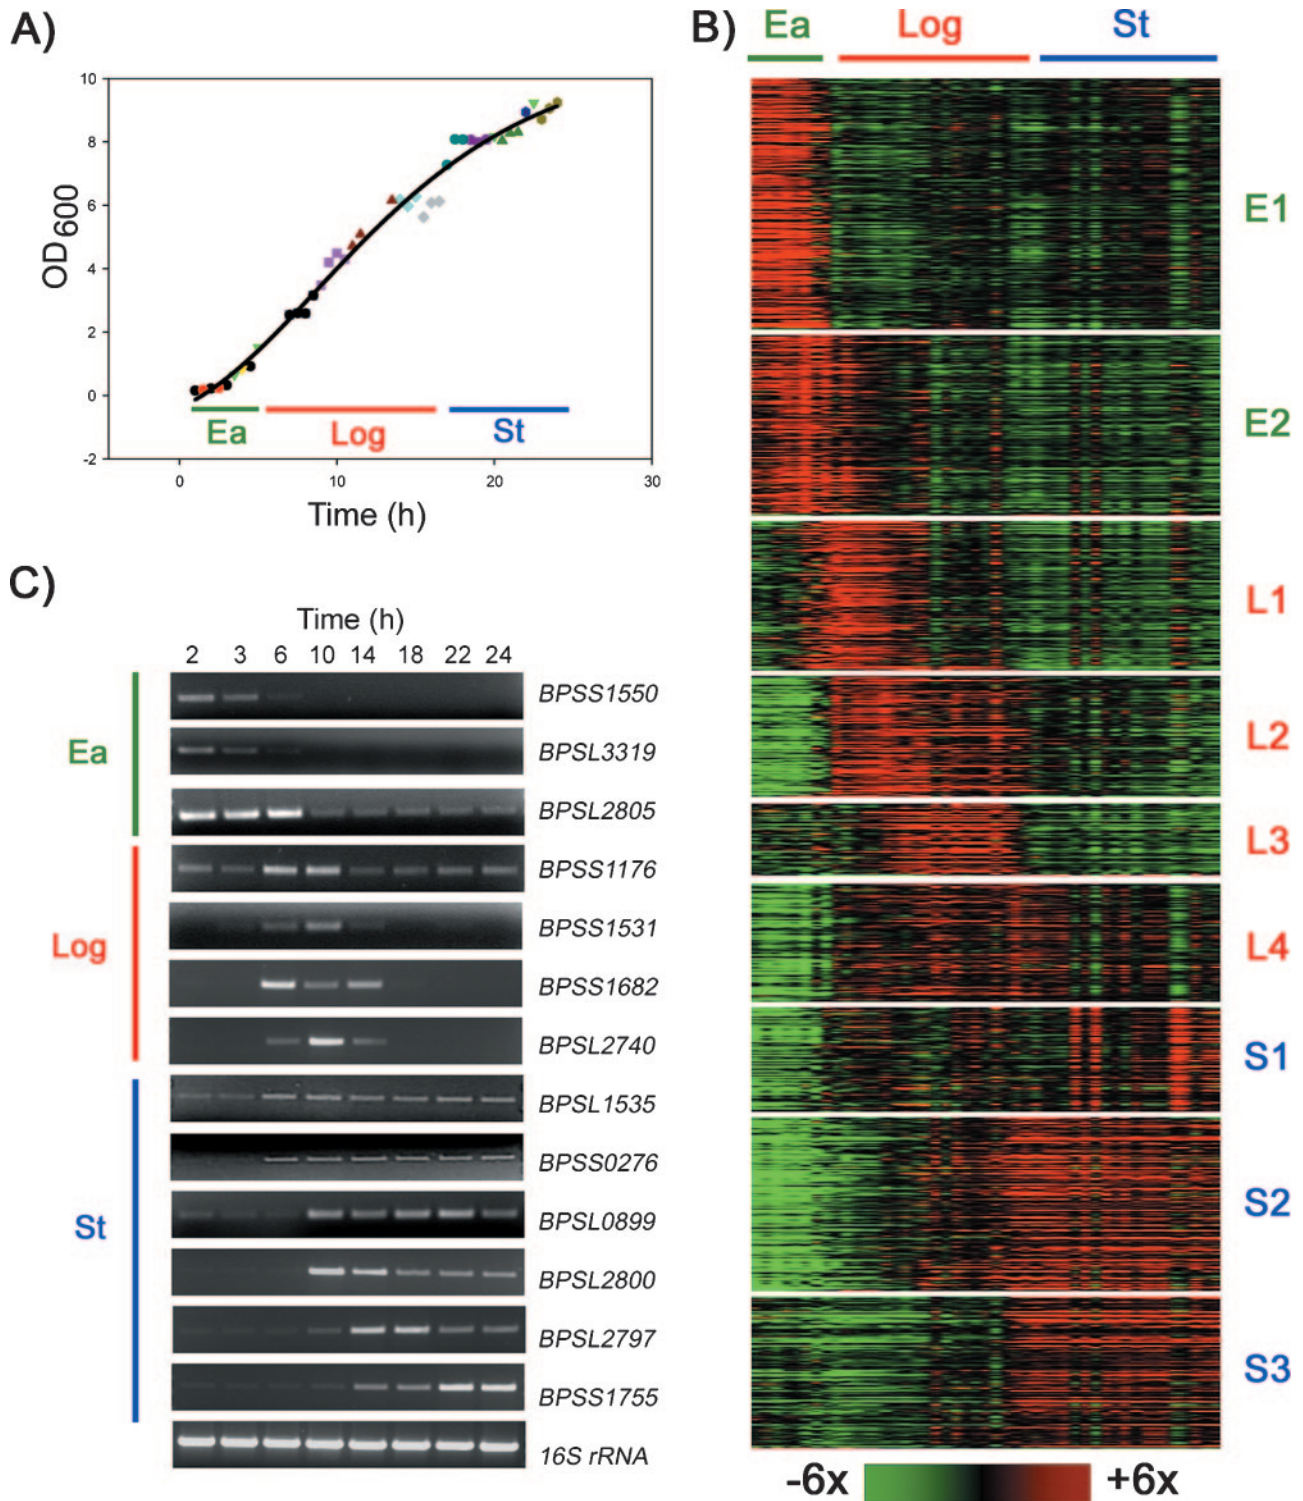 A)
10
8
6
4
2
0
-2
OD600
Ea
Log
St
0
10
20
30
Time (h)
B)
Ea Log St
E1
E2
L1
L2
L3
L4
S1
S2
S3
-6x +6x
C)
Time (h)
2 3 6 10 14 18 22 24
Ea
BPSS1550
BPSL3319
BPSL2805
Log
BPSS1176
BPSS1531
BPSS1682
BPSL2740
St
BPSL1535
BPSS0276
BPSL0899
BPSL2800
BPSL2797
BPSS1755
16S rRNA